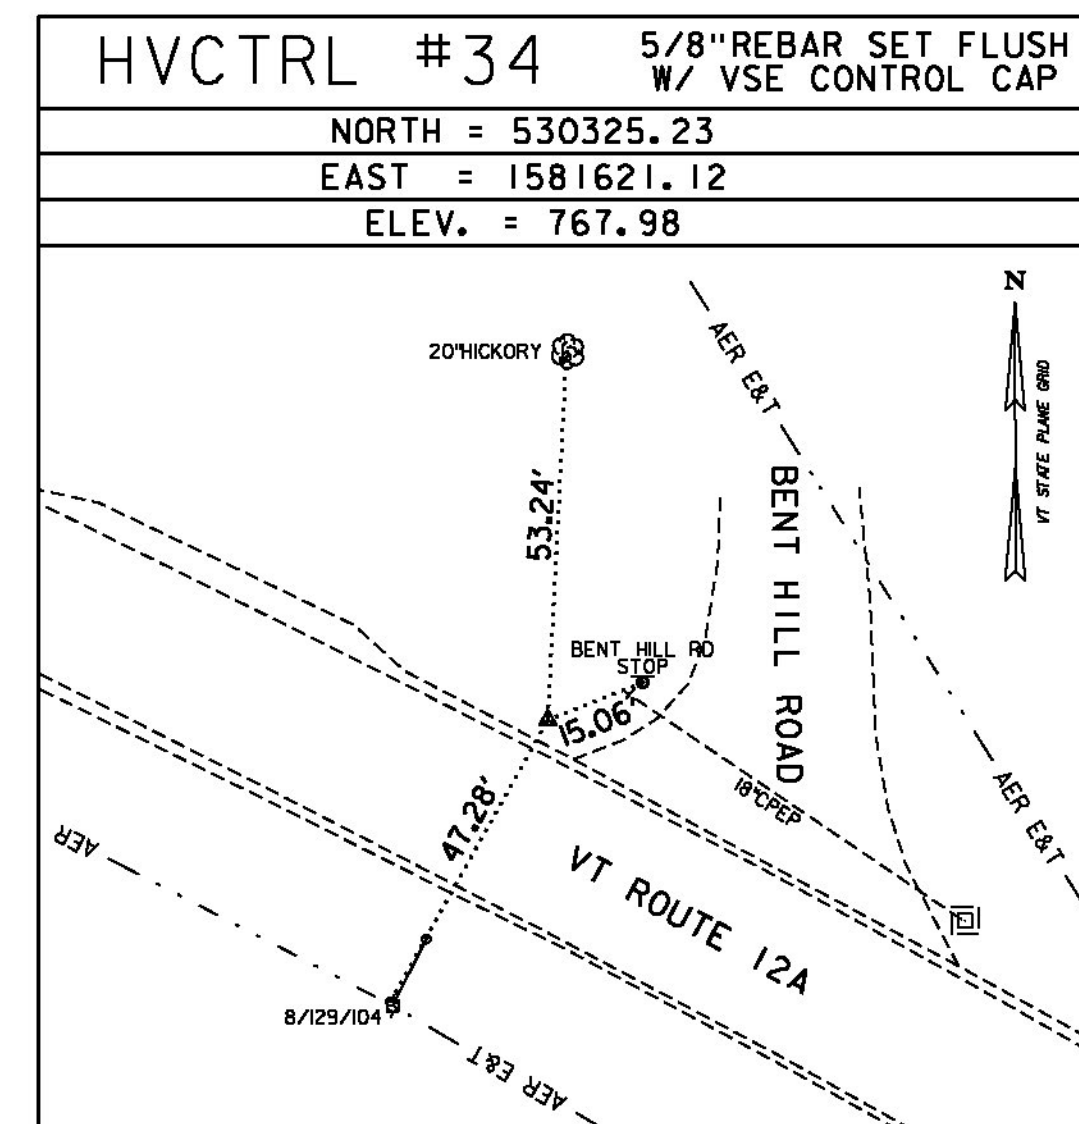 HVCTRL #34
5/8"REBAR SET FLUSH
W/ VSE CONTROL CAP
NORTH = 530325.23
EAST = 1581621.12
ELEV. = 767.98
N
VT STATE PLANE GRID
20"HICKORY
AER E&T
53.24'
BENT HILL ROAD
BENT HILL RD
STOP
15.06'
47.28'
18"CPEP
AER E&T
AER
VT ROUTE 12A
8/129/104
AER E&T